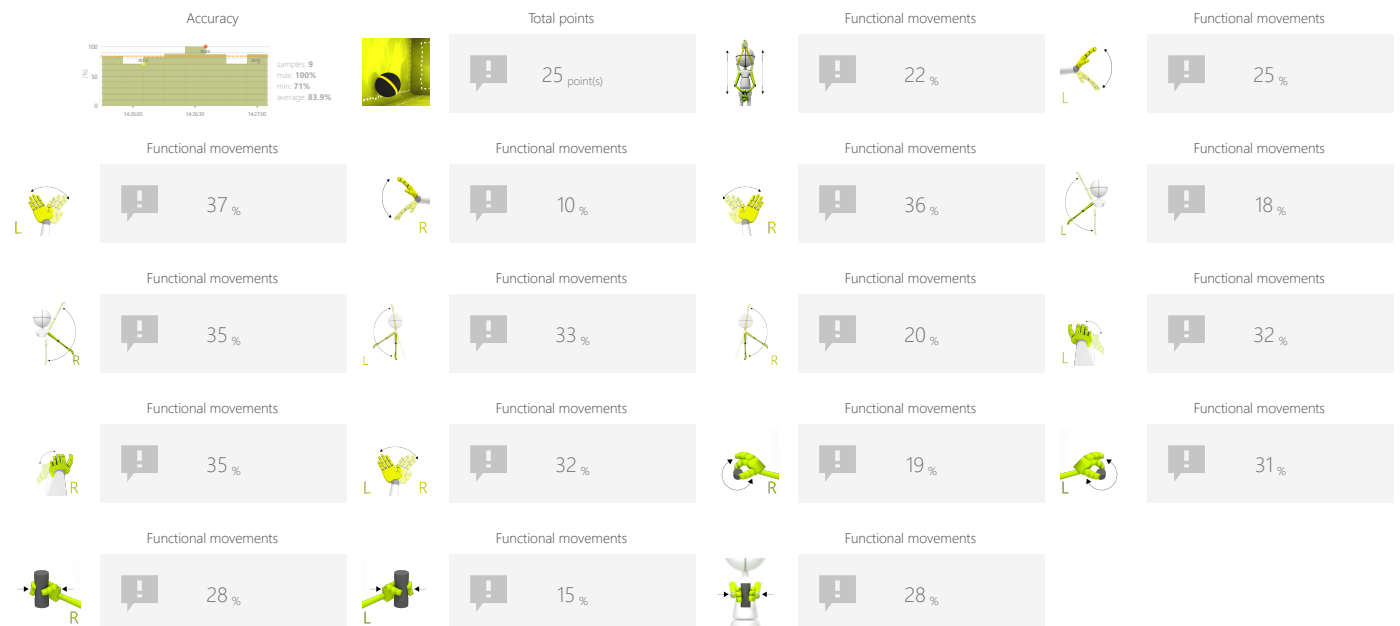 Accuracy
100
50
0
(%)
max
min
avg
14:26:00
14:26:30
14:27:00
samples: 9
max: 100%
min: 71%
average: 83.9%
Total points
25 point(s)
Functional movements
22 %
Functional movements
L
25 %
Functional movements
L
37 %
Functional movements
R
10 %
Functional movements
R
36 %
Functional movements
L
18 %
Functional movements
R
35 %
Functional movements
L
33 %
Functional movements
R
20 %
Functional movements
L
32 %
Functional movements
R
35 %
Functional movements
L R
32 %
Functional movements
R
19 %
Functional movements
L
31 %
Functional movements
R
28 %
Functional movements
L
15 %
Functional movements
28 %